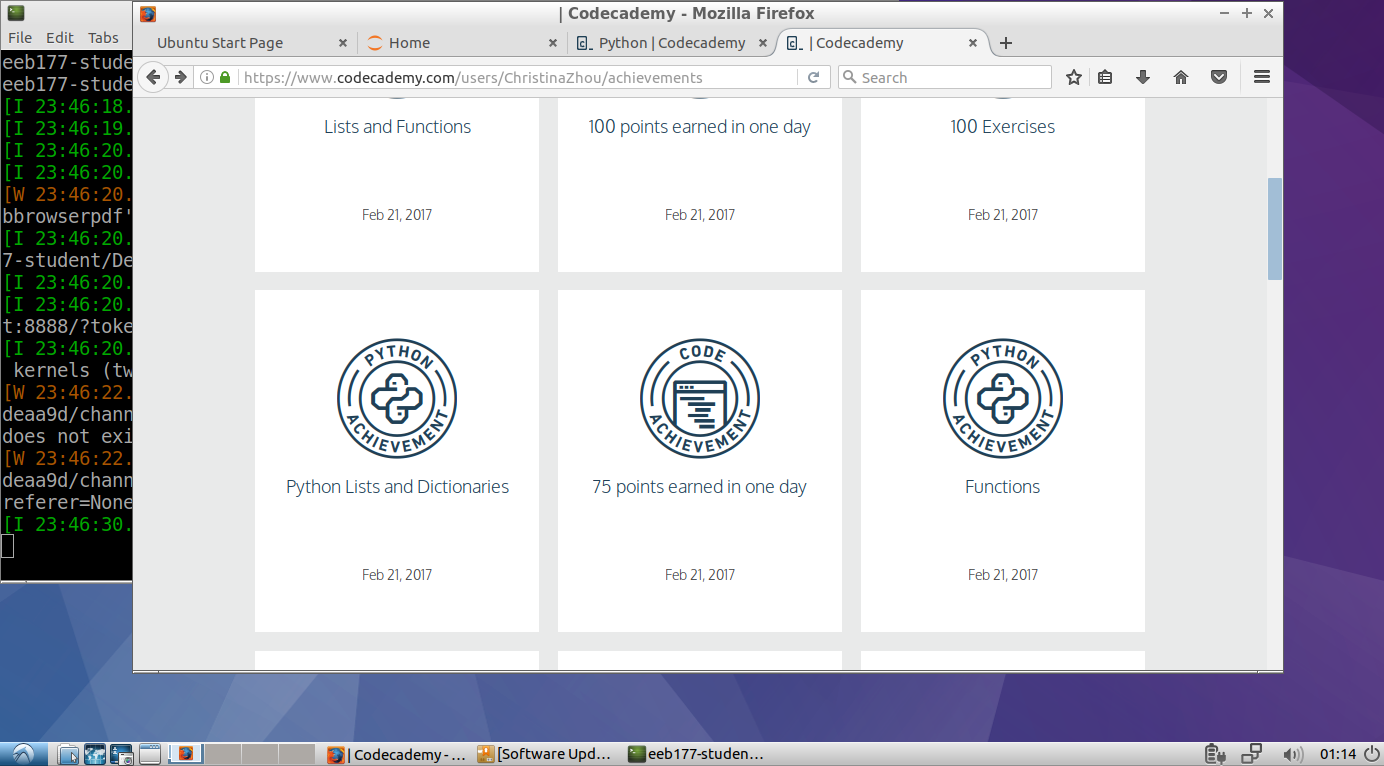 | Codecademy - Mozilla Firefox
File Edit Tabs
Ubuntu Start Page
Home
Python | Codecademy
| Codecademy
https://www.codecademy.com/users/ChristinaZhou/achievements
Search
eeb177-stude
eeb177-stude
[I 23:46:18.
[I 23:46:19.
[I 23:46:20.
[I 23:46:20.
[W 23:46:20.
bbrowserpdf'
[I 23:46:20.
7-student/De
[I 23:46:20.
[I 23:46:20.
t:8888/?toke
[I 23:46:20.
kernels (tw
[W 23:46:22.
deaa9d/chann
does not exi
[W 23:46:22.
deaa9d/chann
referer=None
[I 23:46:30.
Lists and Functions
Feb 21, 2017
100 points earned in one day
Feb 21, 2017
100 Exercises
Feb 21, 2017
PYTHON
ACHIEVEMENT
Python Lists and Dictionaries
Feb 21, 2017
CODE
ACHIEVEMENT
75 points earned in one day
Feb 21, 2017
PYTHON
ACHIEVEMENT
Functions
Feb 21, 2017
| Codecademy - ...
[Software Upd...
eeb177-studen...
01:14